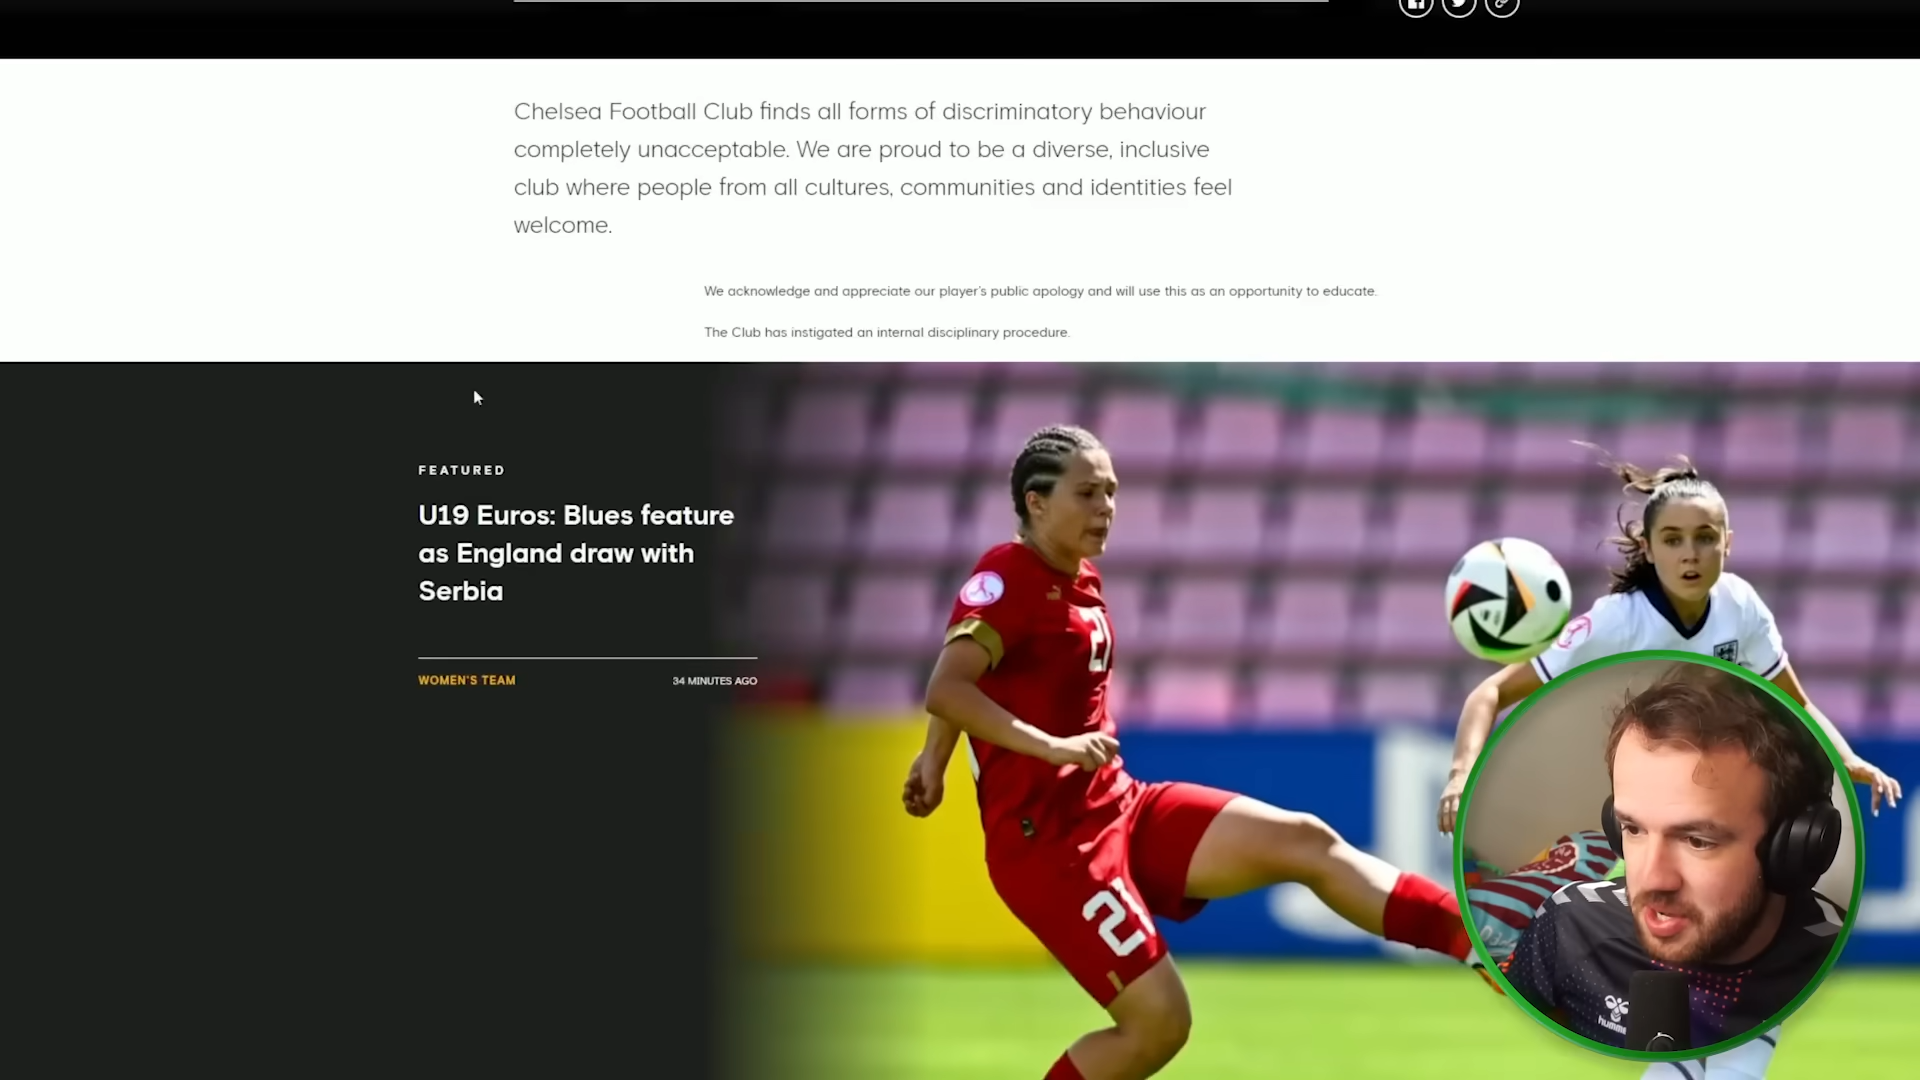 Chelsea Football Club finds all forms of discriminatory behaviour
completely unacceptable. We are proud to be a diverse, inclusive
club where people from all cultures, communities and identities feel
welcome.
We acknowledge and appreciate our player's public apology and will use this as an opportunity to educate.
The Club has instigated an internal disciplinary procedure.
FEATURED
U19 Euros: Blues feature
as England draw with
Serbia
WOMEN'S TEAM
34 MINUTES AGO
21
21
hummel